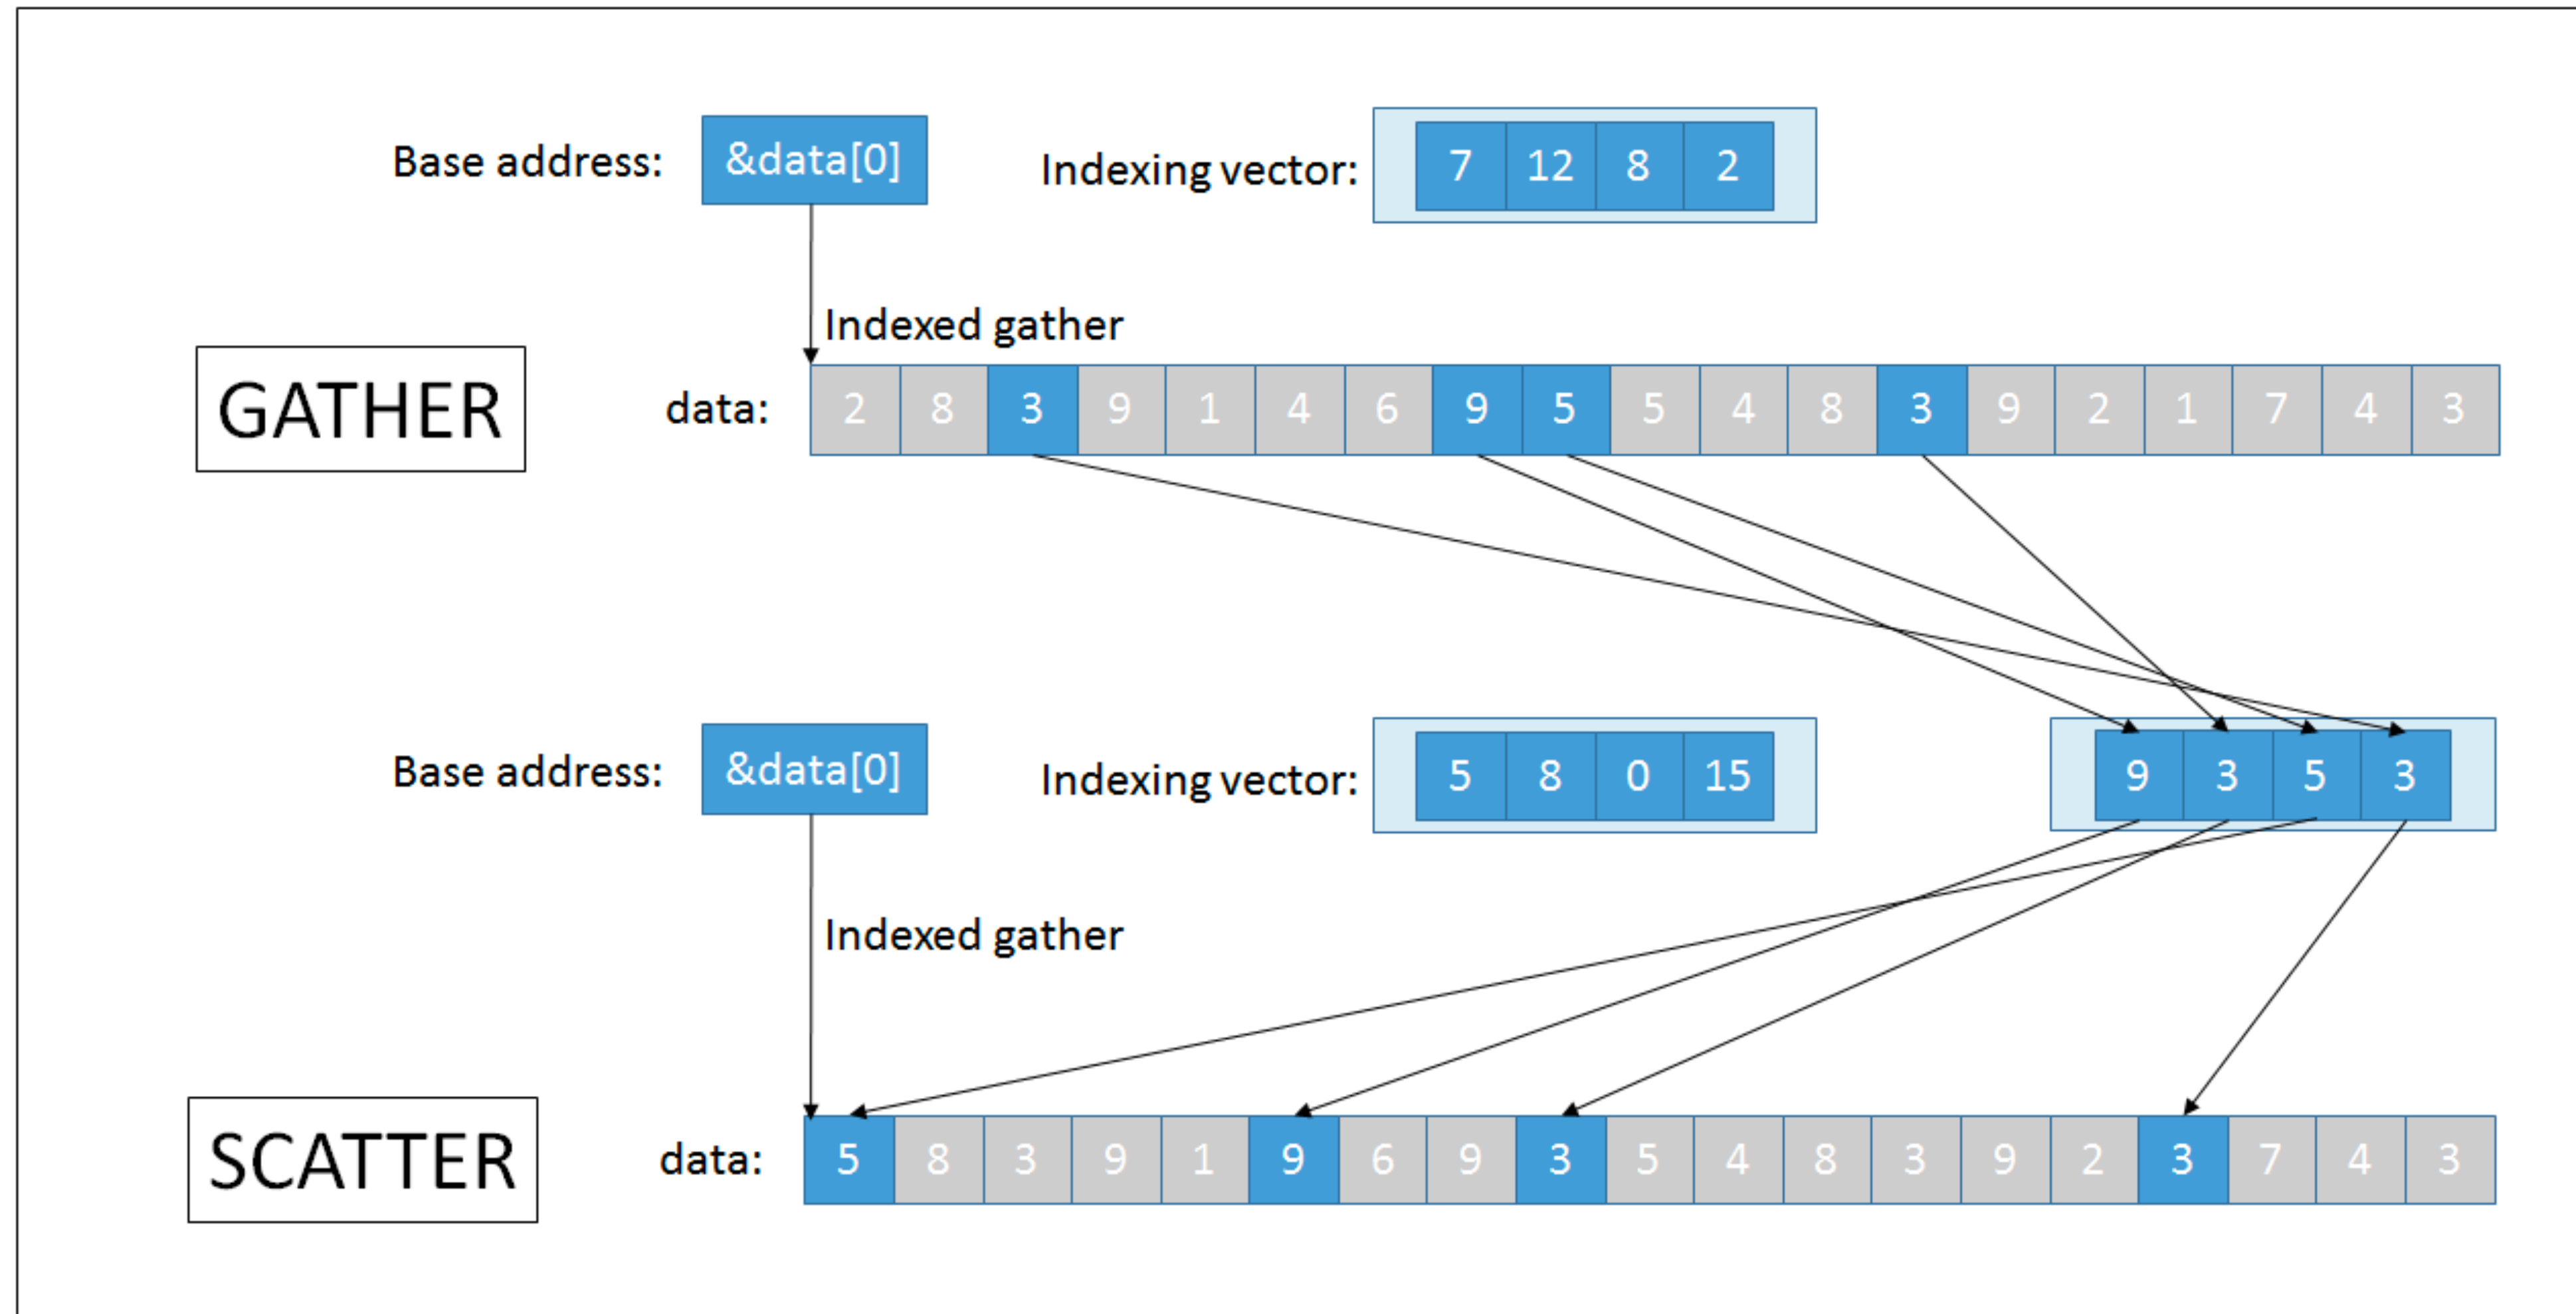 Base address: &data[0] Indexing vector: 7 12 8 2
Indexed gather
GATHER data: 2 8 3 9 1 4 6 9 5 5 4 8 3 9 2 1 7 4 3
Base address: &data[0] Indexing vector: 5 8 0 15 9 3 5 3
Indexed gather
SCATTER data: 5 8 3 9 1 9 6 9 3 5 4 8 3 9 2 3 7 4 3